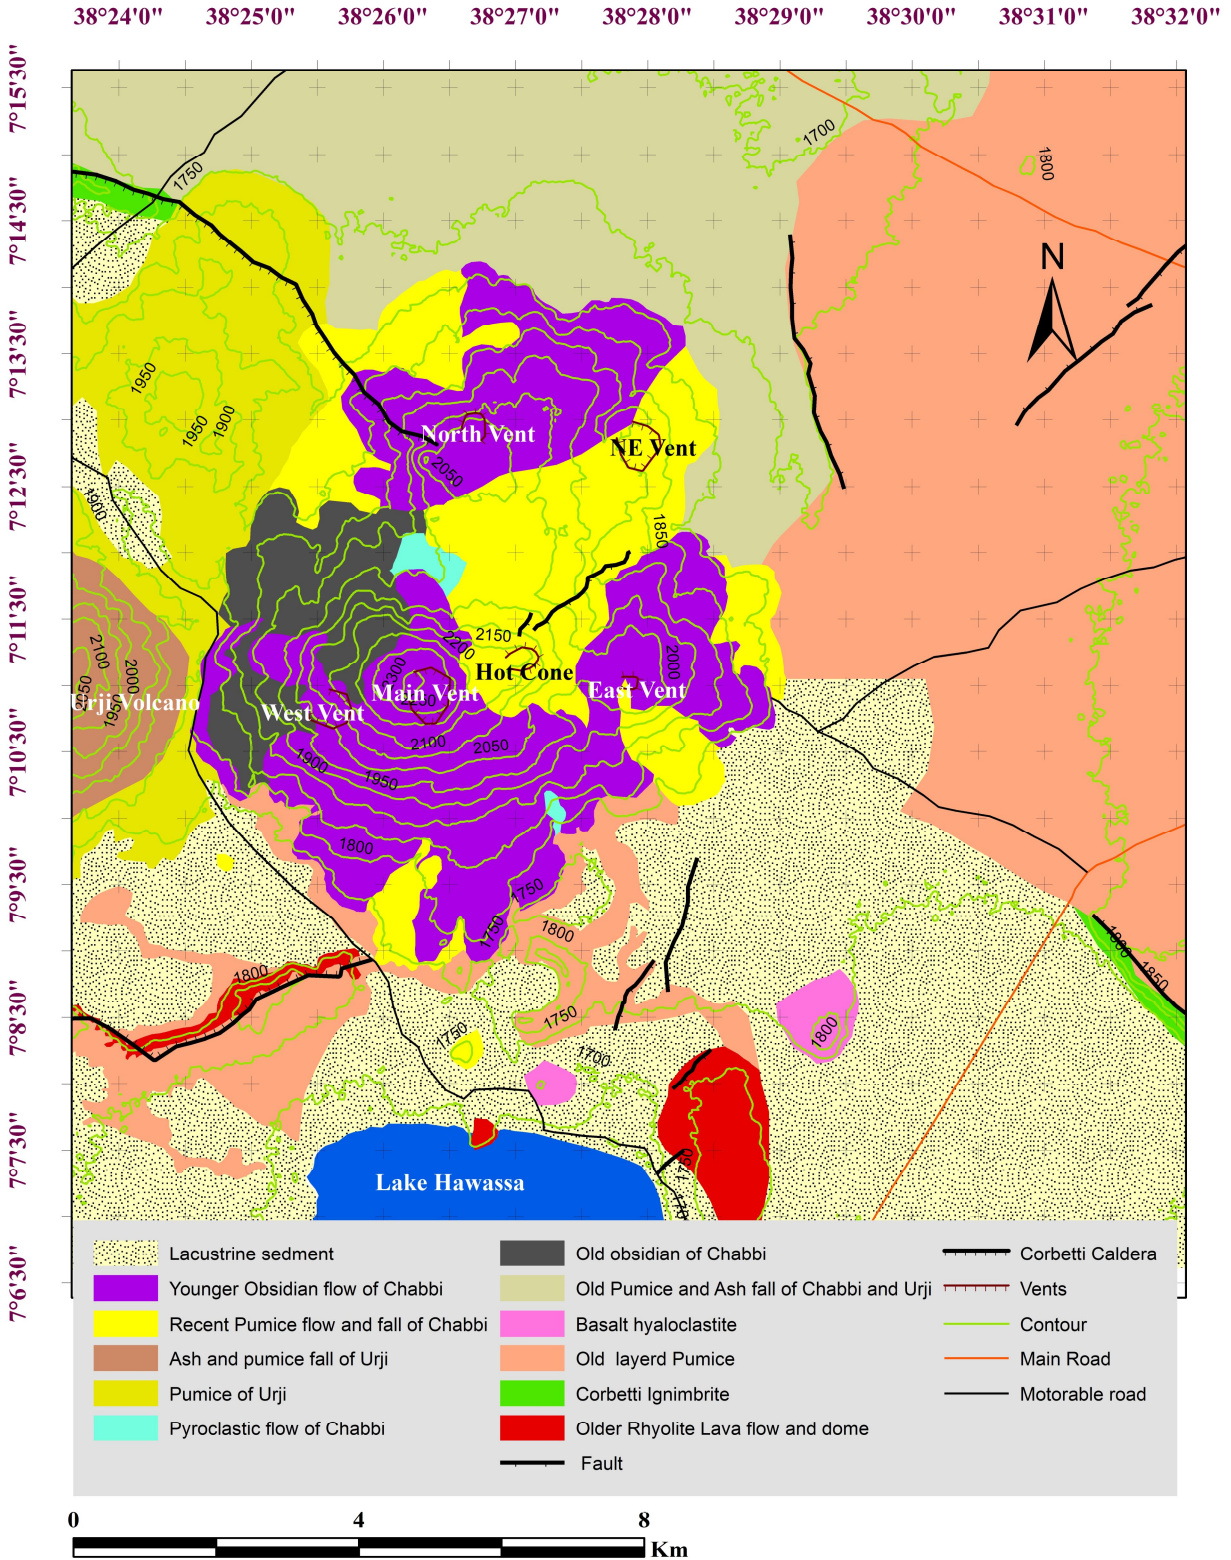 38°24'0" 38°25'0" 38°26'0" 38°27'0" 38°28'0" 38°29'0" 38°30'0" 38°31'0" 38°32'0"
7°15'30"
7°14'30"
7°13'30"
7°12'30"
7°11'30"
7°10'30"
7°9'30"
7°8'30"
7°7'30"
7°6'30"
1700
1800
1750
N
1950
1950
1900
North Vent
NE Vent
2050
1900
1850
2150
2200
2100
2000
1950
Urji Volcano
2300
Hot Cone
2000
Main Vent
2250
East Vent
West Vent
2100
2050
1900
1950
1800
1750
1750
1800
1800
1800
1850
1750
1750
1700
1800
1750
Lake Hawassa
Lacustrine sediment
Younger Obsidian flow of Chabbi
Recent Pumice flow and fall of Chabbi
Ash and pumice fall of Urji
Pumice of Urji
Pyroclastic flow of Chabbi
Old obsidian of Chabbi
Old Pumice and Ash fall of Chabbi and Urji
Basalt hyaloclastite
Old layerd Pumice
Corbetti Ignimbrite
Older Rhyolite Lava flow and dome
Fault
Corbetti Caldera
Vents
Contour
Main Road
Motorable road
0 4 8
Km